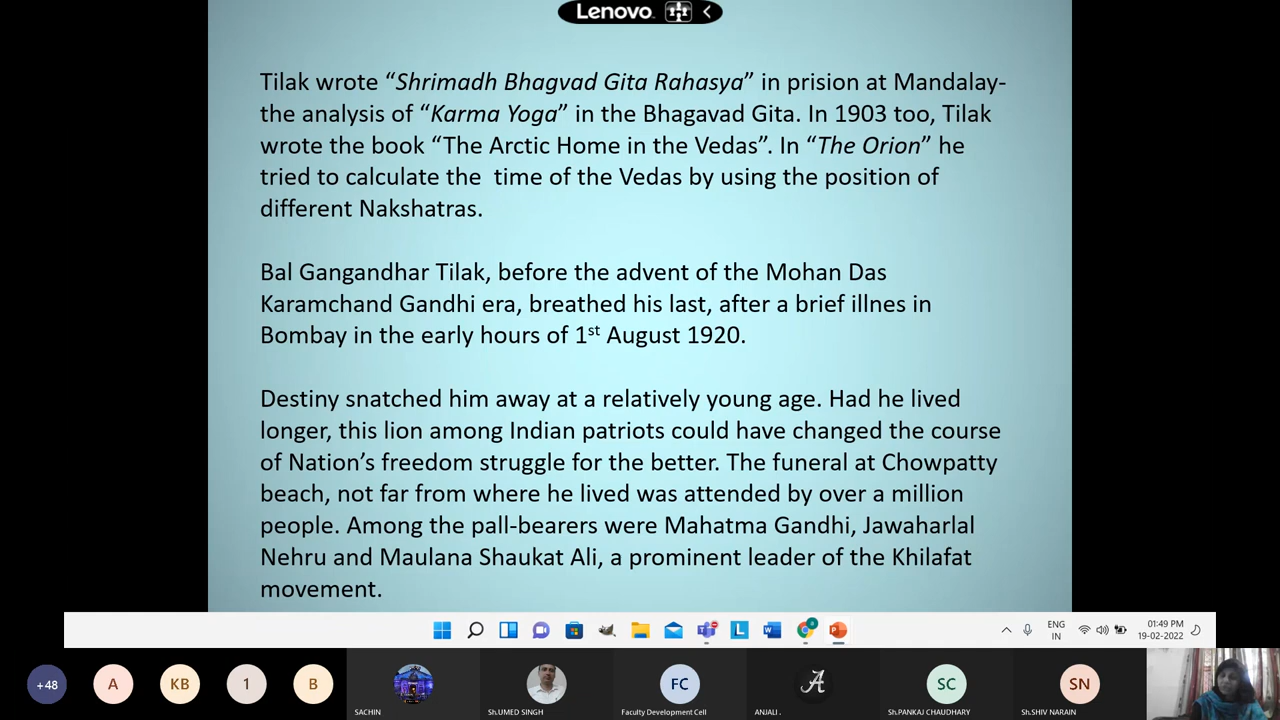 Lenovo
Tilak wrote “Shrimadh Bhagvad Gita Rahasya” in prision at Mandalay-
the analysis of “Karma Yoga” in the Bhagavad Gita. In 1903 too, Tilak
wrote the book “The Arctic Home in the Vedas”. In “The Orion” he
tried to calculate the  time of the Vedas by using the position of
different Nakshatras.
Bal Gangandhar Tilak, before the advent of the Mohan Das
Karamchand Gandhi era, breathed his last, after a brief illnes in
Bombay in the early hours of 1st August 1920.
Destiny snatched him away at a relatively young age. Had he lived
longer, this lion among Indian patriots could have changed the course
of Nation’s freedom struggle for the better. The funeral at Chowpatty
beach, not far from where he lived was attended by over a million
people. Among the pall-bearers were Mahatma Gandhi, Jawaharlal
Nehru and Maulana Shaukat Ali, a prominent leader of the Khilafat
movement.
ENG
IN
01:49 PM
19-02-2022
+48
A
KB
1
B
FC
A
SC
SN
SACHIN
Sh.UMED SINGH
Faculty Development Cell
ANJALI .
Sh.PANKAJ CHAUDHARY
Sh.SHIV NARAIN